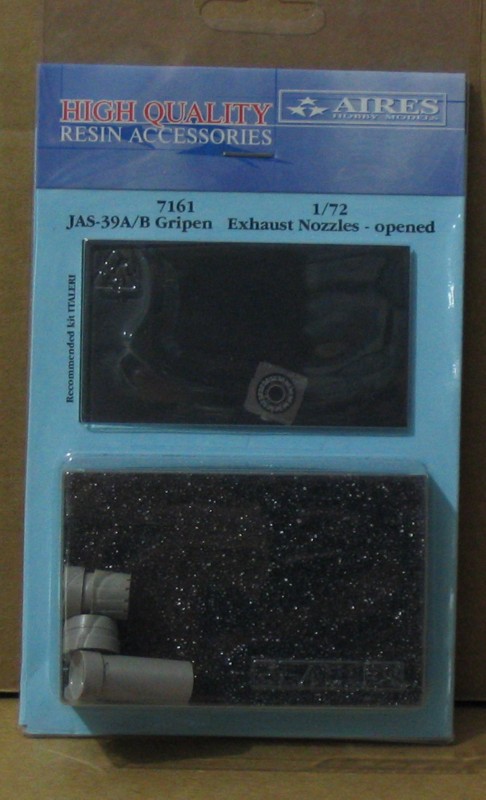 HIGH QUALITY
RESIN ACCESSORIES
AIRES
HOBBY MODELS
7161 1/72
JAS-39A/B Gripen Exhaust Nozzles - opened
Recommended kit ITALERI